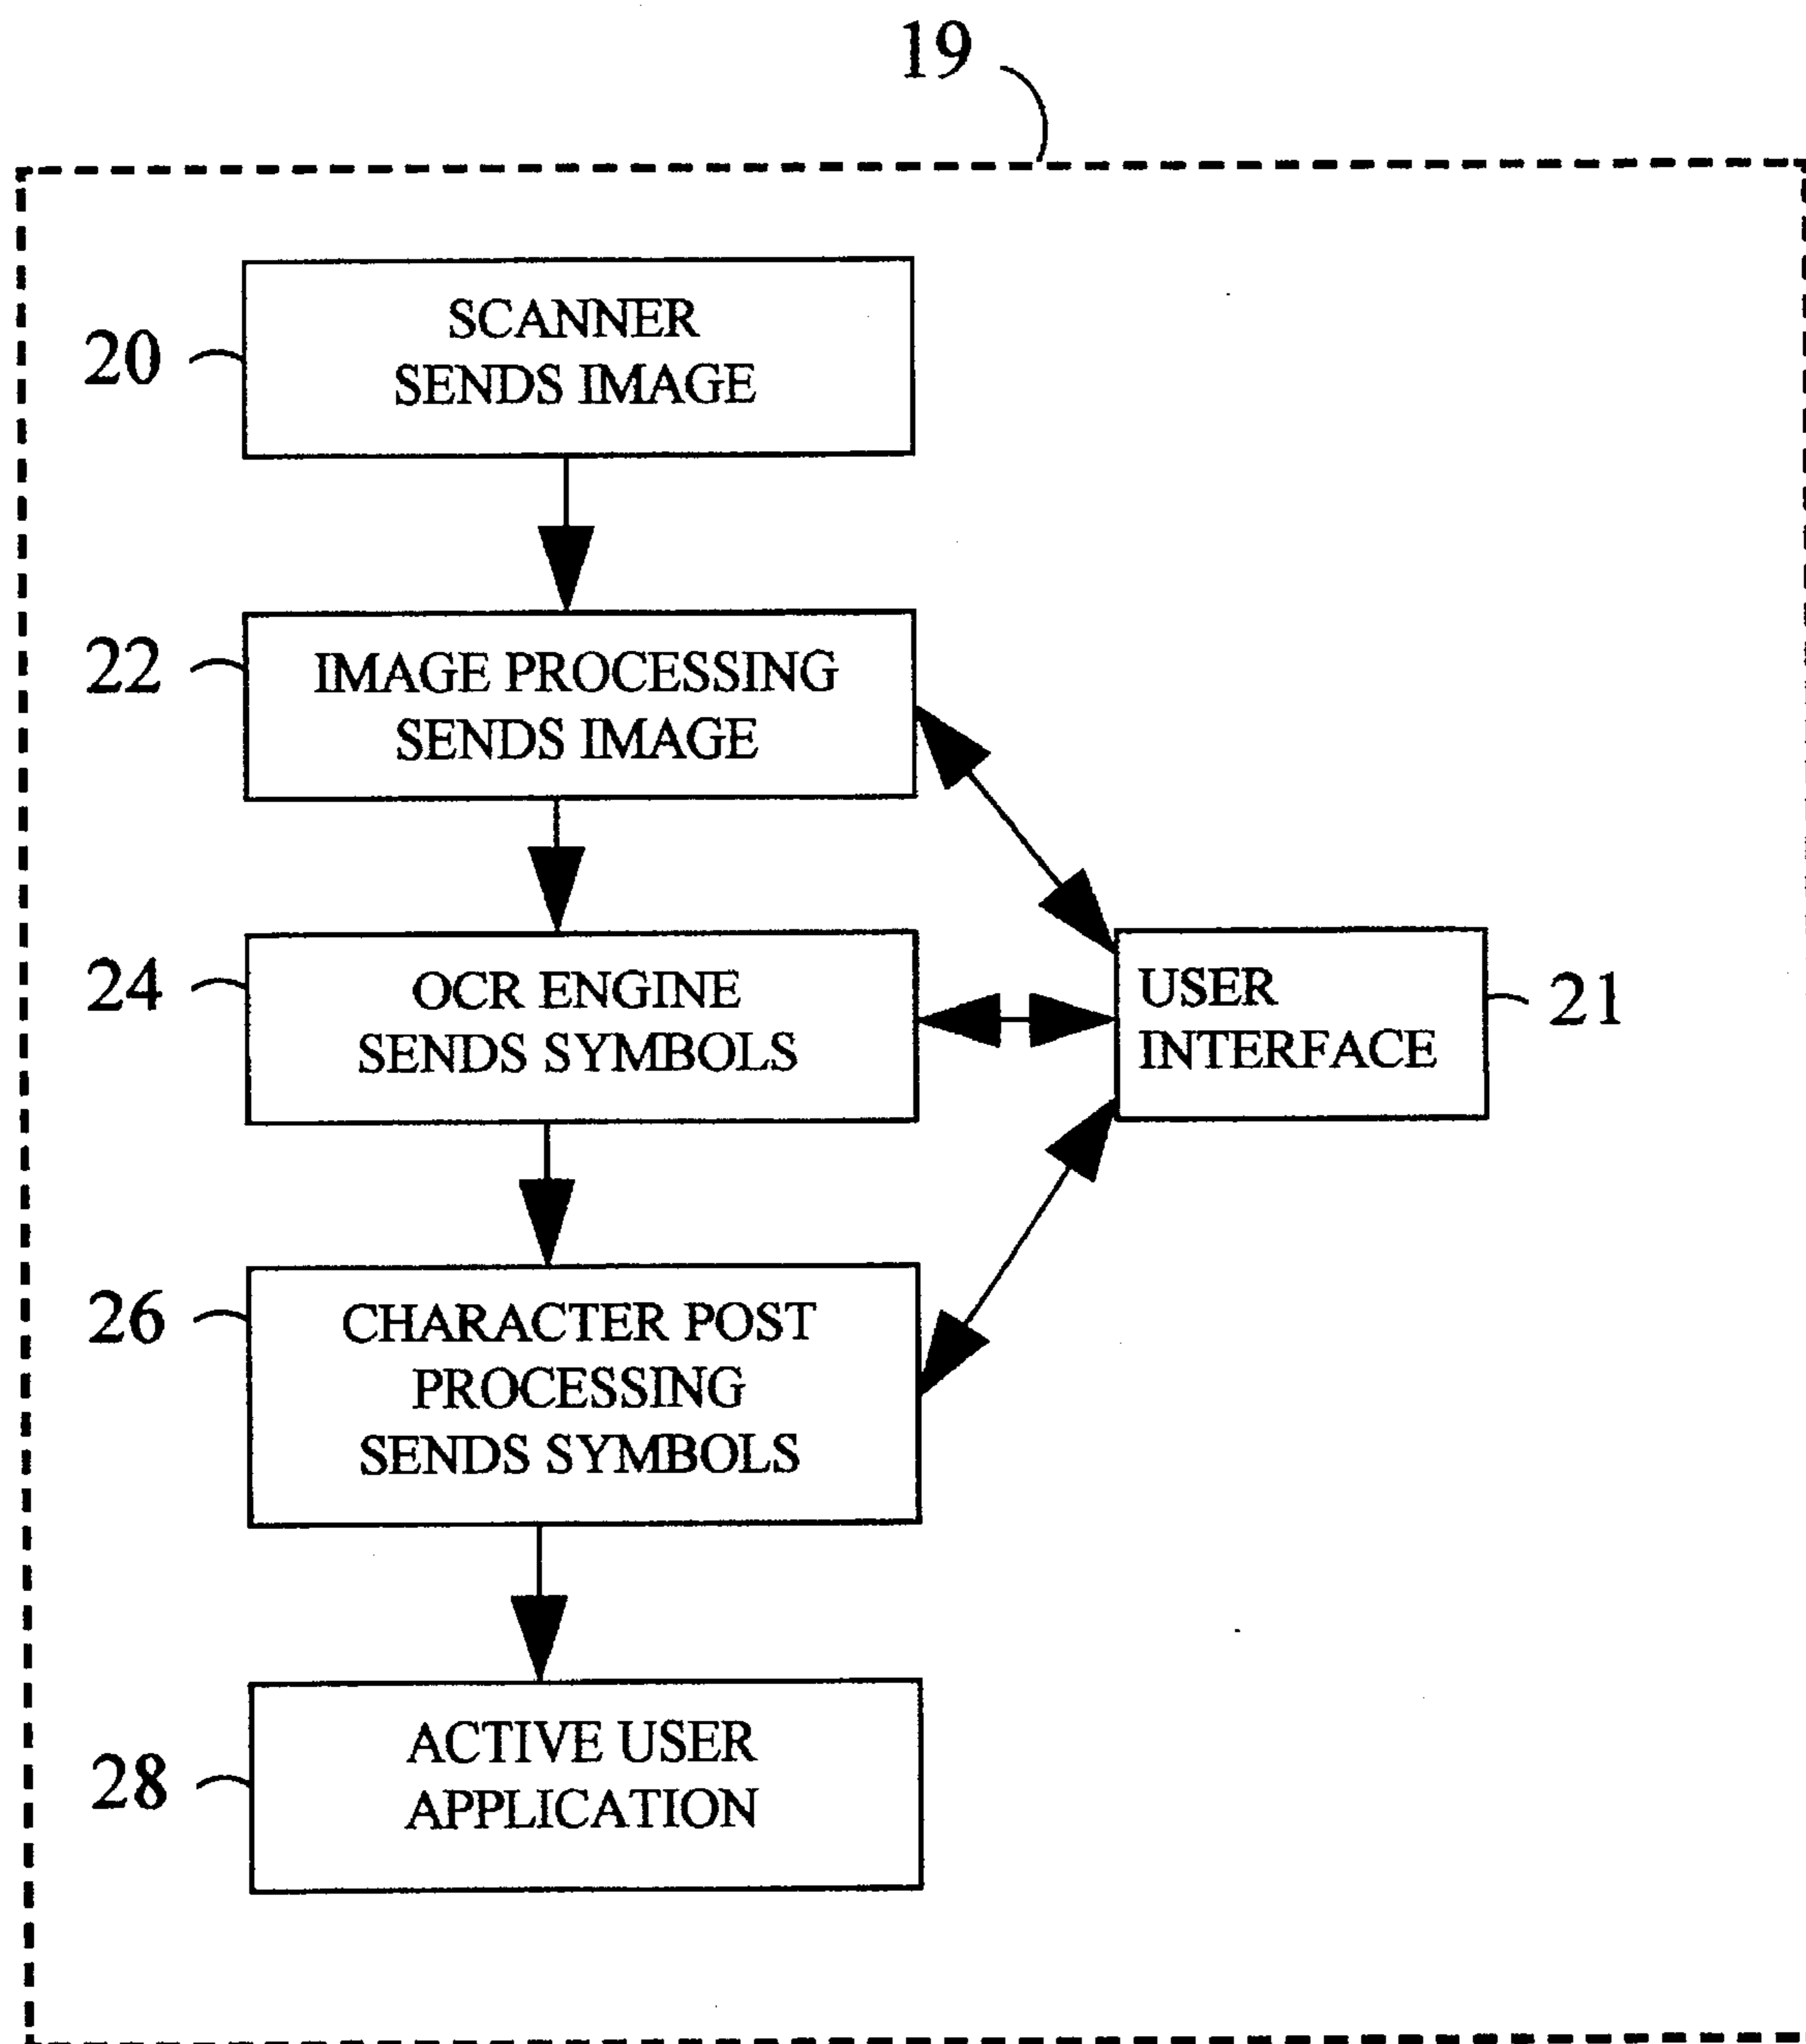 19
20
SCANNER
SENDS IMAGE
22
IMAGE PROCESSING
SENDS IMAGE
24
OCR ENGINE
SENDS SYMBOLS
USER
INTERFACE
21
26
CHARACTER POST
PROCESSING
SENDS SYMBOLS
28
ACTIVE USER
APPLICATION